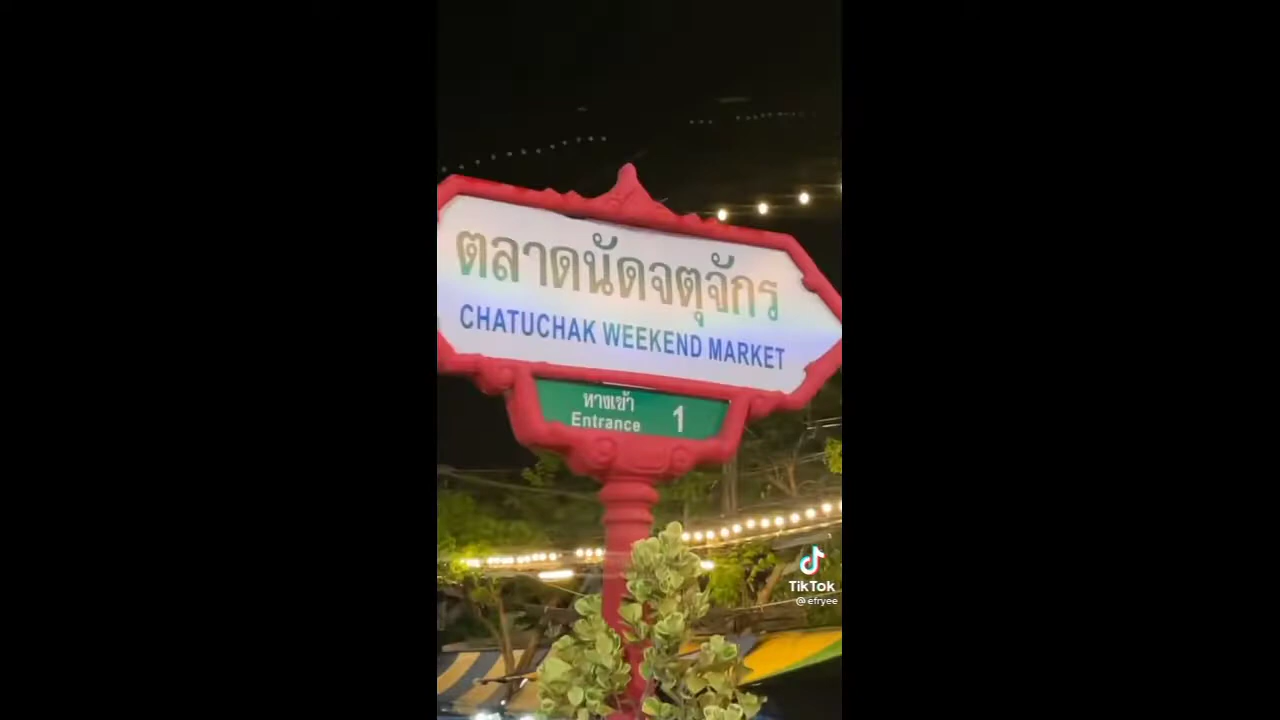 ตลาดนัดจตุจักร
CHATUCHAK WEEKEND MARKET
ทางเข้า
Entrance 1
TikTok
@efryee